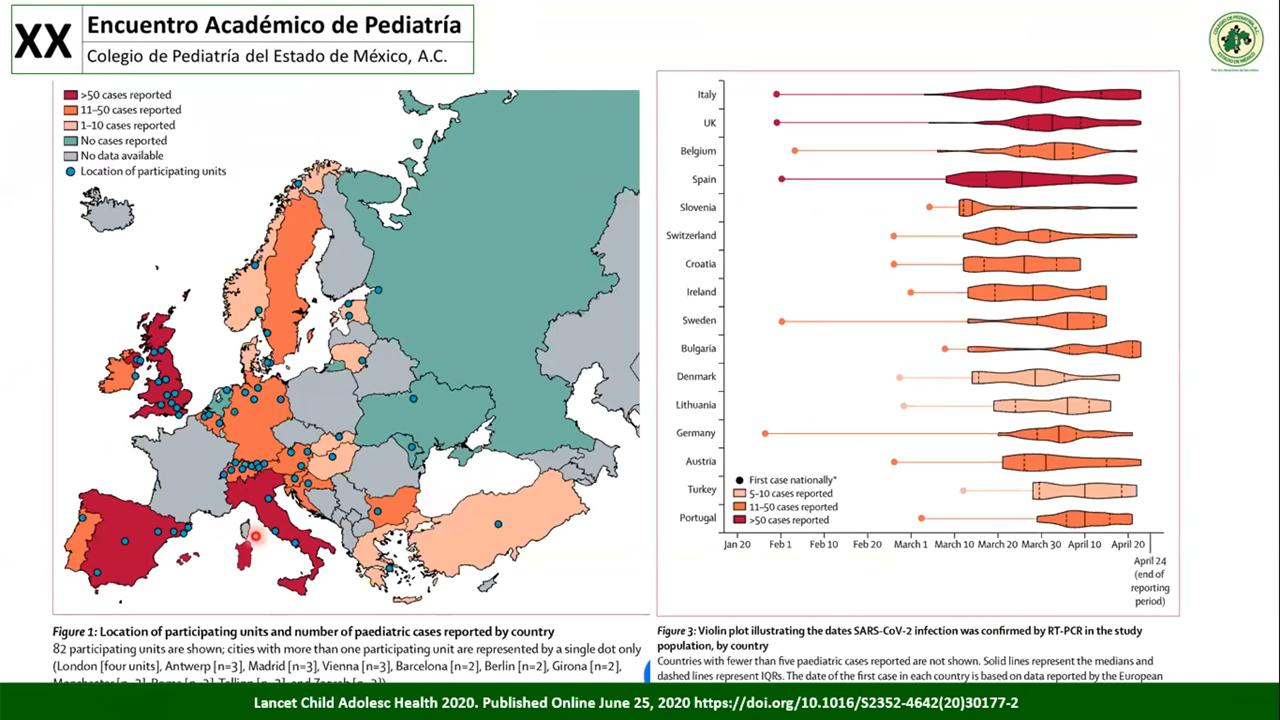 XX
Encuentro Académico de Pediatría
Colegio de Pediatría del Estado de México, A.C.
>50 cases reported
11–50 cases reported
1–10 cases reported
No cases reported
No data available
Location of participating units
Figure 1: Location of participating units and number of paediatric cases reported by country
82 participating units are shown; cities with more than one participating unit are represented by a single dot only
(London [four units], Antwerp [n=3], Madrid [n=3], Vienna [n=3], Barcelona [n=2], Berlin [n=2], Girona [n=2],
Manchester [n=2], Rome [n=2], Tallinn [n=2], and Zagreb [n=2])
Italy
UK
Belgium
Spain
Slovenia
Switzerland
Croatia
Ireland
Sweden
Bulgaria
Denmark
Lithuania
Germany
Austria
Turkey
Portugal
First case nationally*
5–10 cases reported
11–50 cases reported
>50 cases reported
Jan 20
Feb 1
Feb 10
Feb 20
March 1
March 10
March 20
March 30
April 10
April 20
April 24
(end of
reporting
period)
Figure 3: Violin plot illustrating the dates SARS-CoV-2 infection was confirmed by RT-PCR in the study
population, by country
Countries with fewer than five paediatric cases reported are not shown. Solid lines represent the medians and
dashed lines represent IQRs. The date of the first case in each country is based on data reported by the European
Lancet Child Adolesc Health 2020. Published Online June 25, 2020 https://doi.org/10.1016/S2352-4642(20)30177-2